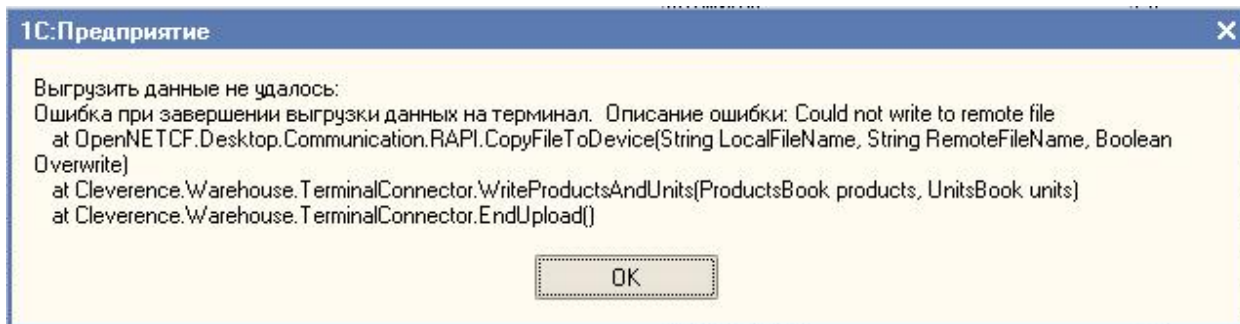 1С:Предприятие
Выгрузить данные не удалось:
Ошибка при завершении выгрузки данных на терминал. Описание ошибки: Could not write to remote file
at OpenNETCF.Desktop.Communication.RAPI.CopyFileToDevice(String LocalFileName, String RemoteFileName, Boolean
Overwrite)
at Cleverence.Warehouse.TerminalConnector.WriteProductsAndUnits(ProductsBook products, UnitsBook units)
at Cleverence.Warehouse.TerminalConnector.EndUpload()
OK